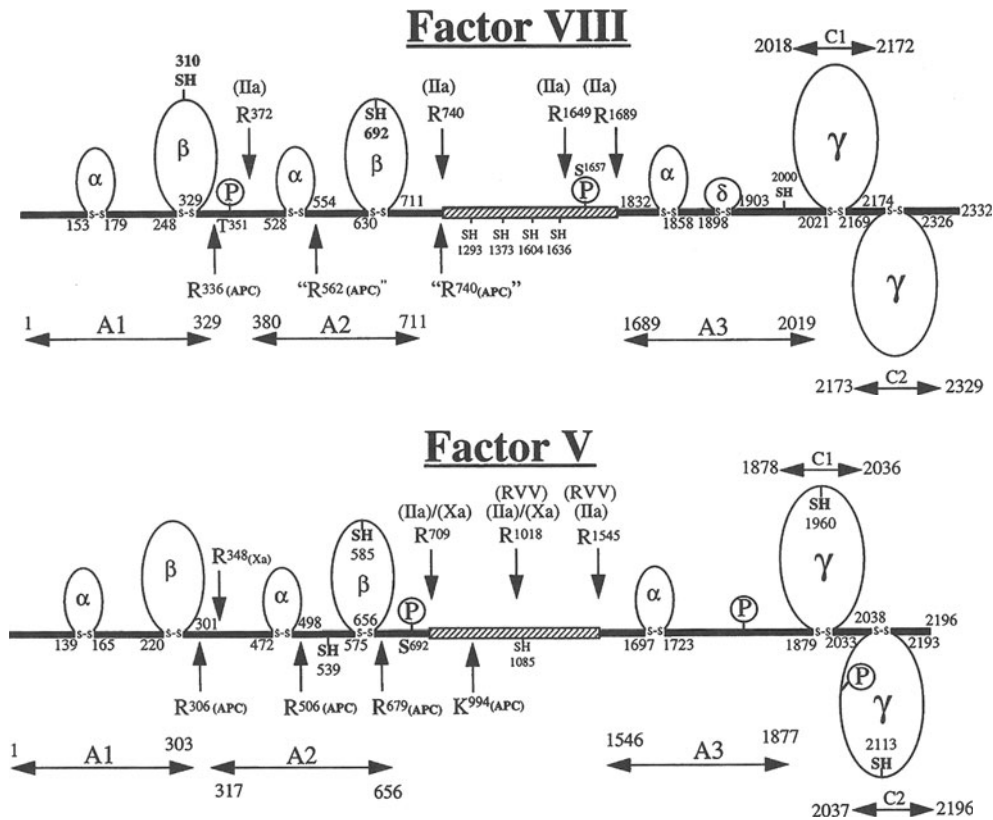 Factor VIII
2018 C1 2172
310
SH
(IIa) (IIa) (IIa) (IIa)
R372 R740 R1649 R1689
SH
692
β β γ
α α α δ γ
P S1657 P 2000 SH
329 554 711 1832 1903 2174 2332
S-S S-S S-S S-S S-S S-S S-S S-S
153 179 248 T351 528 630 1858 1898 2021 2169 2326
SH SH SH SH
1293 1373 1604 1636
R336 (APC) “R562 (APC)” “R740(APC)”
1 A1 329 380 A2 711 1689 A3 2019
2173 C2 2329
Factor V
1878 C1 2036
(RVV) (RVV)
(IIa)/(Xa) (IIa)/(Xa) (IIa)
R709 R1018 R1545
R348(Xa)
SH
585
SH
1960
β β γ
α α α
P P
301 498 656 2038 2196
S-S S-S S-S S-S S-S S-S S-S
139 165 220 472 575 S692 1697 1723 1879 2033 2193
SH
539
SH
1085
P
γ
R306 (APC) R506 (APC) R679(APC) K994(APC)
2113
SH
1 A1 303 A2 1546 A3 1877
317 656
2037 C2 2196